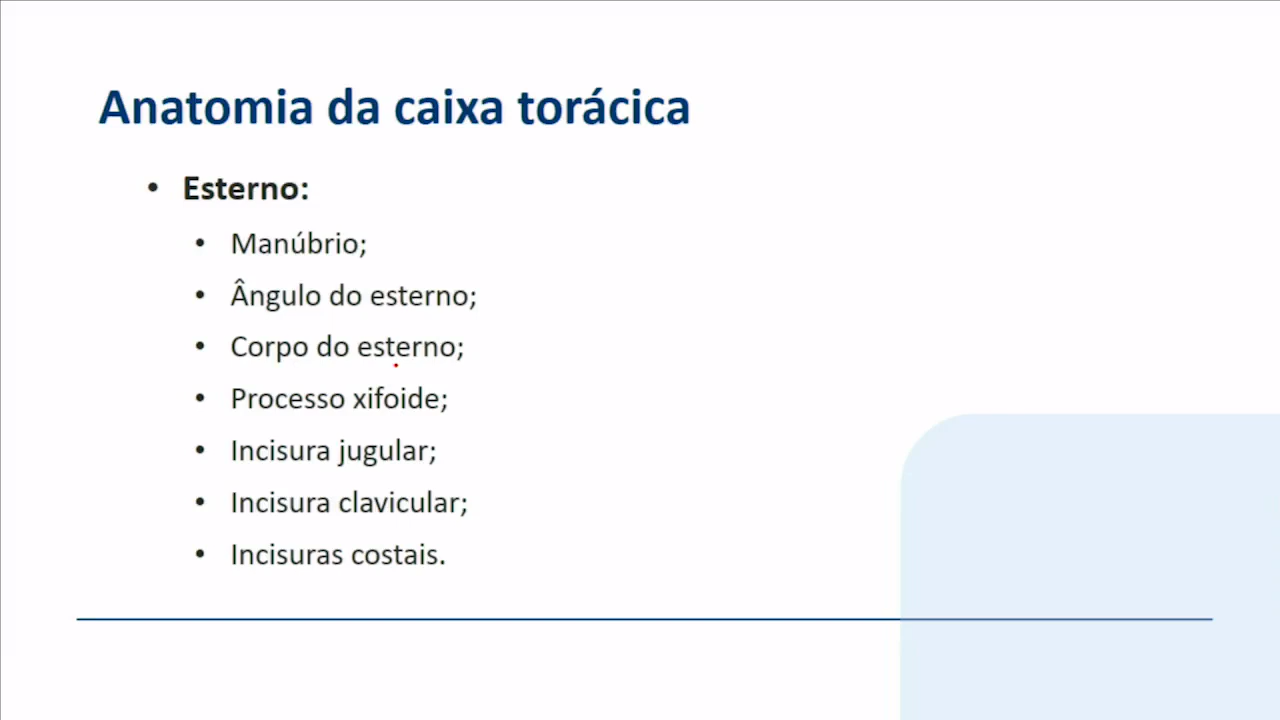 Anatomia da caixa torácica
• Esterno:
• Manúbrio;
• Ângulo do esterno;
• Corpo do esterno;
• Processo xifoide;
• Incisura jugular;
• Incisura clavicular;
• Incisuras costais.